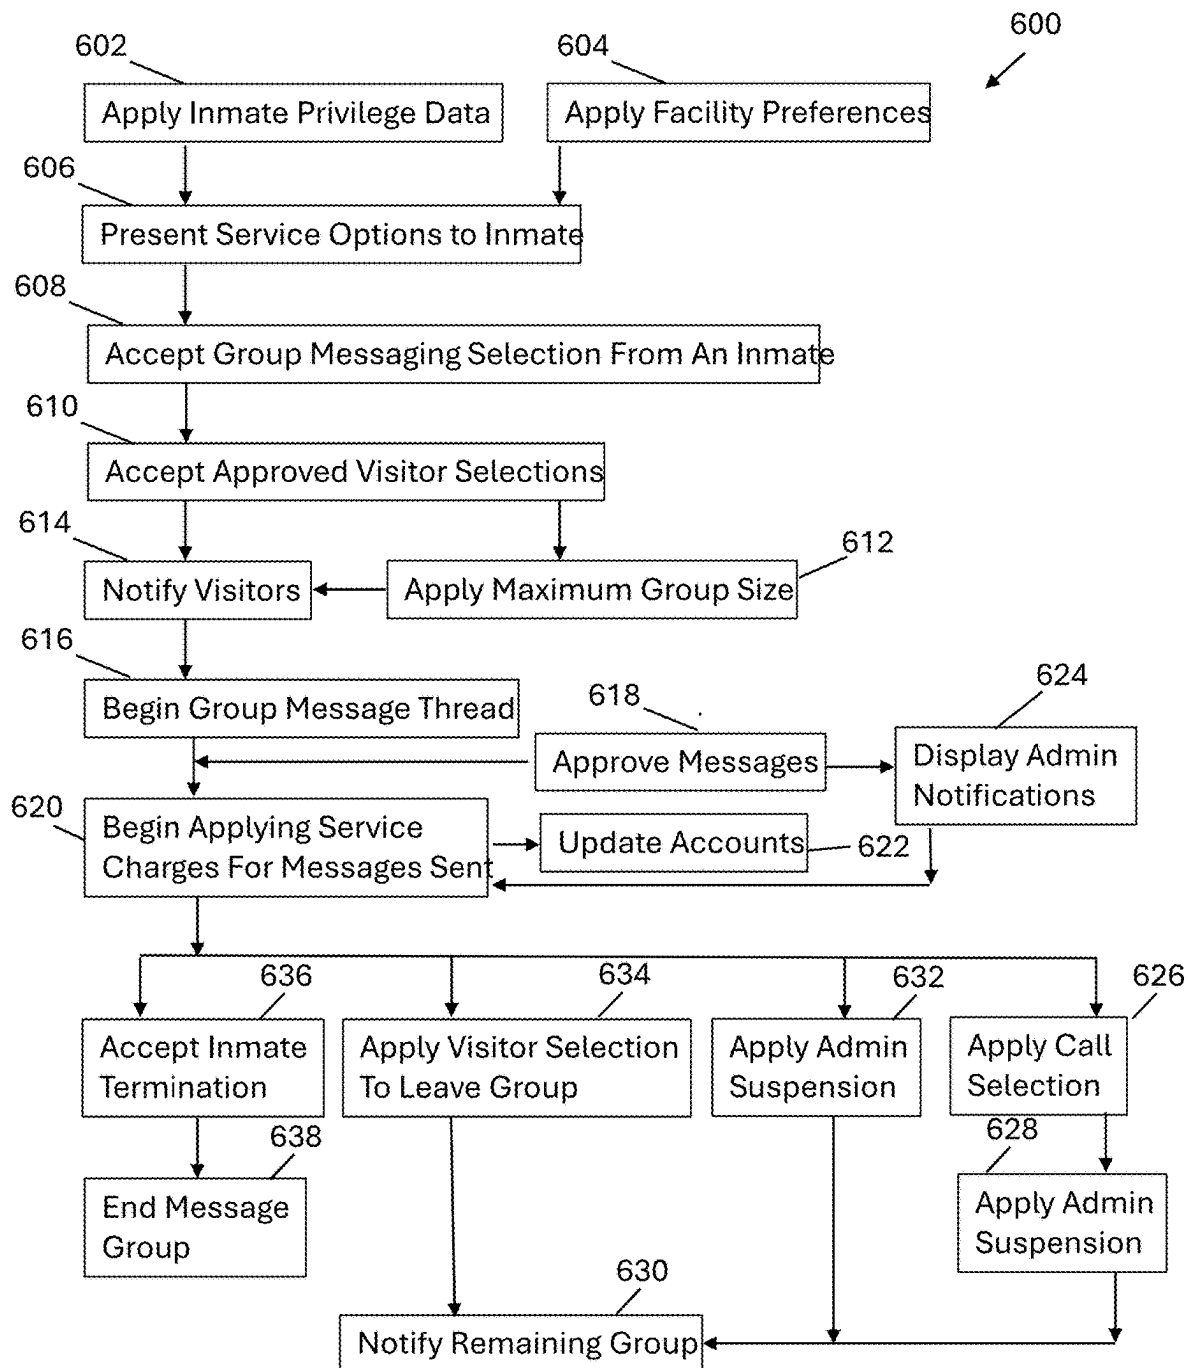 600
602
604
Apply Inmate Privilege Data
Apply Facility Preferences
606
Present Service Options to Inmate
608
Accept Group Messaging Selection From An Inmate
610
Accept Approved Visitor Selections
614
612
Notify Visitors
Apply Maximum Group Size
616
Begin Group Message Thread
618
624
Approve Messages
Display Admin
Notifications
620
Begin Applying Service
Charges For Messages Sent
Update Accounts
622
636
634
632
626
Accept Inmate
Termination
Apply Visitor Selection
To Leave Group
Apply Admin
Suspension
Apply Call
Selection
638
628
End Message
Group
Apply Admin
Suspension
630
Notify Remaining Group